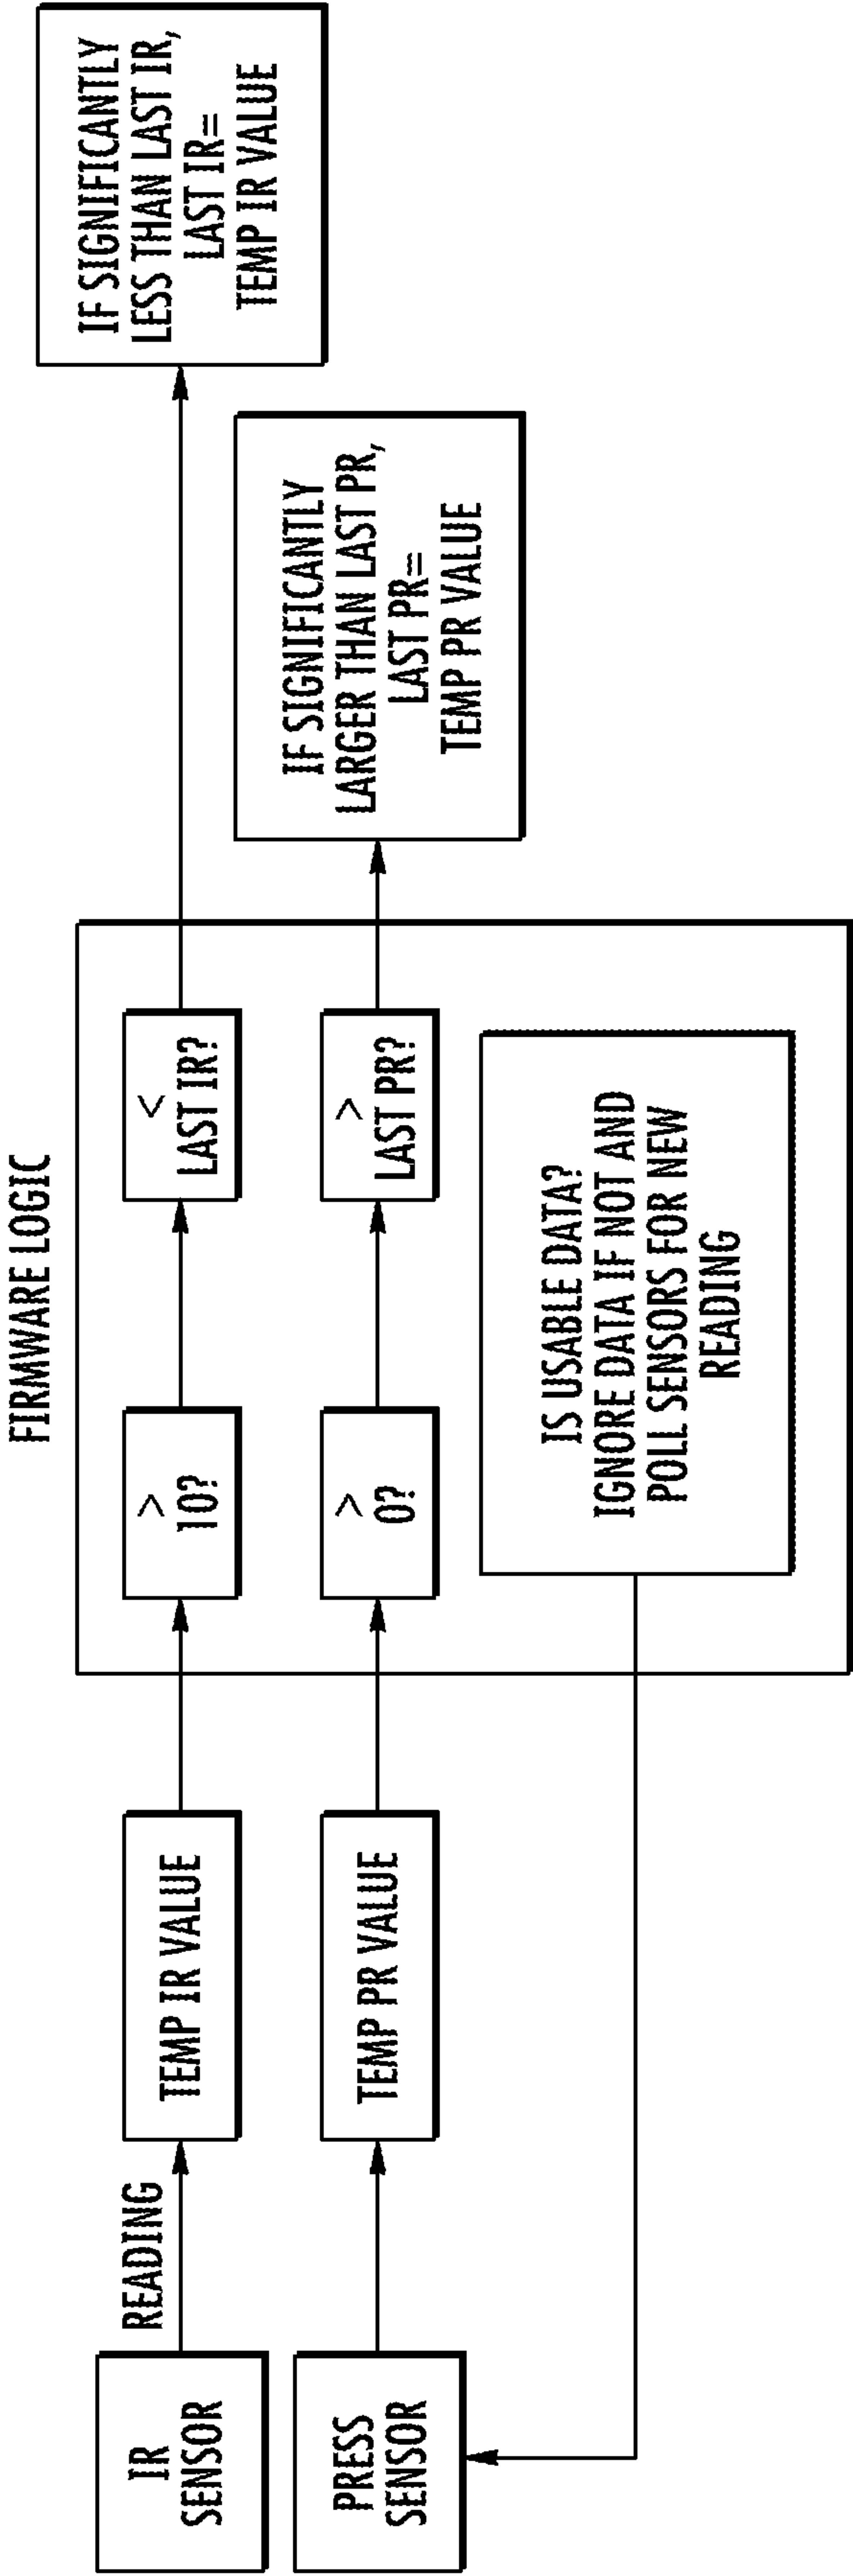 FIRMWARE LOGIC
IR
SENSOR
READING
TEMP IR VALUE
>
10?
<
LAST IR?
IF SIGNIFICANTLY
LESS THAN LAST IR,
LAST IR=
TEMP IR VALUE
PRESS
SENSOR
TEMP PR VALUE
>
0?
>
LAST PR?
IF SIGNIFICANTLY
LARGER THAN LAST PR,
LAST PR=
TEMP PR VALUE
IS USABLE DATA?
IGNORE DATA IF NOT AND
POLL SENSORS FOR NEW
READING